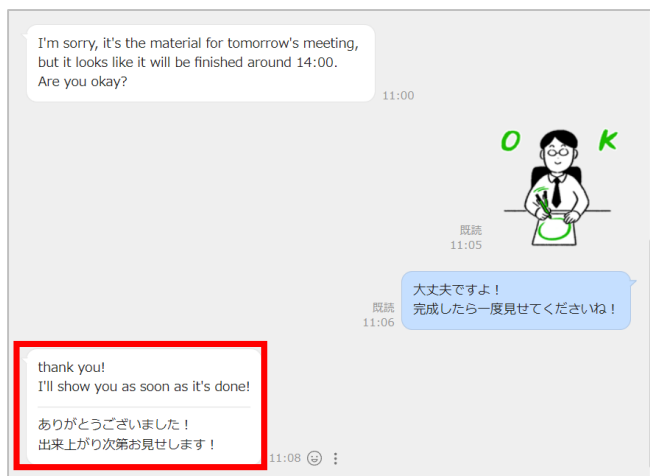 I'm sorry, it's the material for tomorrow's meeting,
but it looks like it will be finished around 14:00.
Are you okay?
11:00
O K
既読
11:05
大丈夫ですよ！
完成したら一度見せてくださいね！
既読
11:06
thank you!
I'll show you as soon as it's done!
ありがとうございました！
出来上がり次第お見せします！
11:08